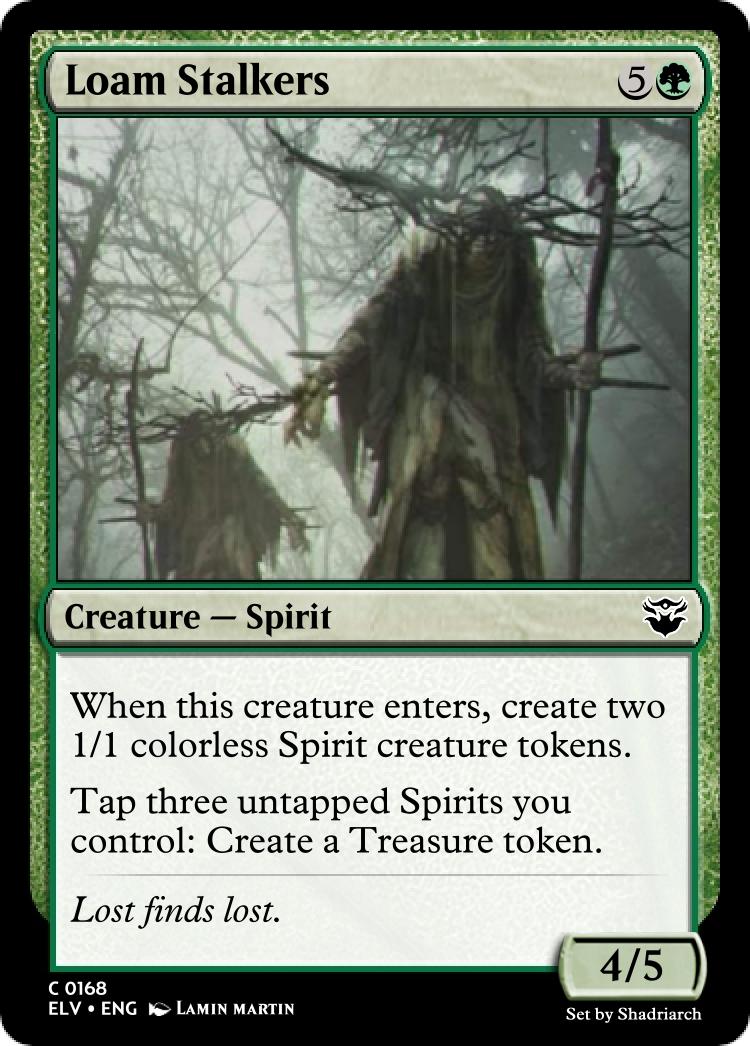 Loam Stalkers
5
Creature — Spirit
When this creature enters, create two
1/1 colorless Spirit creature tokens.
Tap three untapped Spirits you
control: Create a Treasure token.
Lost finds lost.
4/5
C 0168
ELV • ENG LAMIN MARTIN
Set by Shadriarch